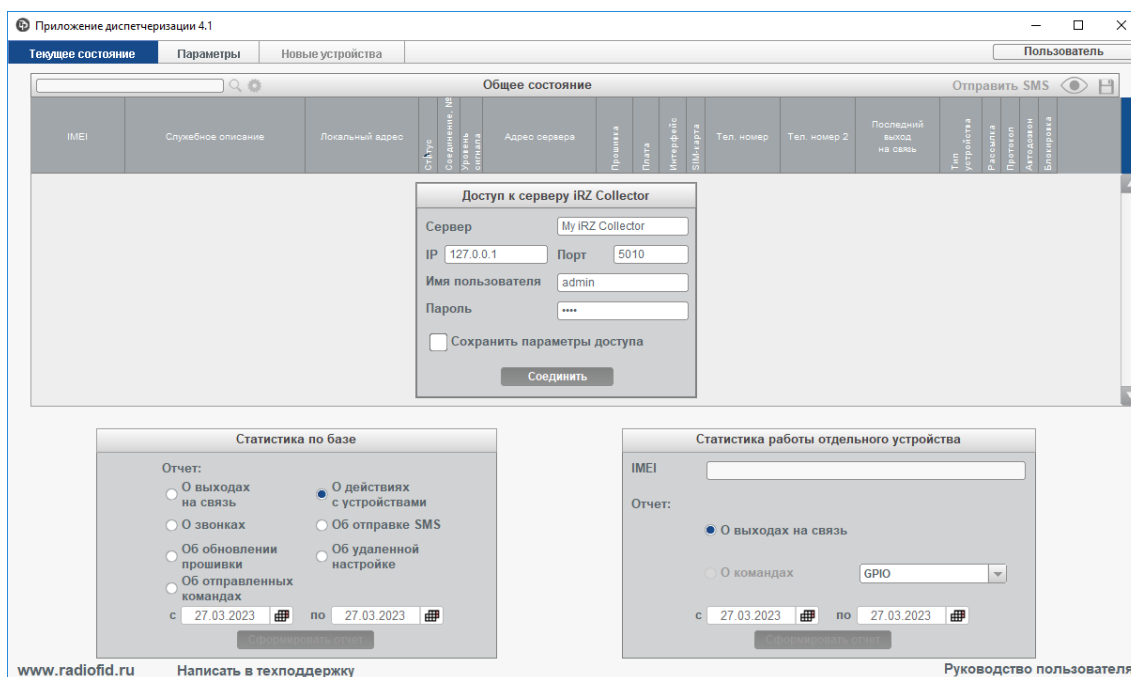 Приложение диспетчеризации 4.1
Текущее состояние Параметры Новые устройства Пользователь
Общее состояние Отправить SMS
IMEI Служебное описание Локальный адрес Статус Соединение, № Уровень сигнала Адрес сервера Прошивка Плата Интерфейс SIM-карта Тел. номер Тел. номер 2 Последний выход на связь Тип устройства Рассылка Протокол Автодозвон Блокировка
Доступ к серверу iRZ Collector
Сервер My iRZ Collector
IP 127.0.0.1 Порт 5010
Имя пользователя admin
Пароль ••••
Сохранить параметры доступа
Соединить
Статистика по базе
Отчет:
О выходах на связь
О действиях с устройствами
О звонках
Об отправке SMS
Об обновлении прошивки
Об удаленной настройке
Об отправленных командах
с 27.03.2023 по 27.03.2023
Сформировать отчет
Статистика работы отдельного устройства
IMEI
Отчет:
О выходах на связь
О командах GPIO
с 27.03.2023 по 27.03.2023
Сформировать отчет
www.radiofid.ru Написать в техподдержку Руководство пользователя